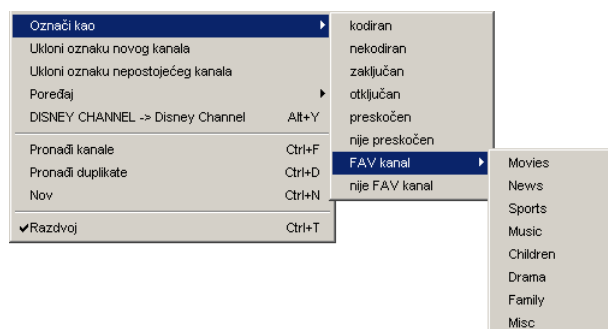 Označi kao
Ukloni oznaku novog kanala
Ukloni oznaku nepostojećeg kanala
Poređaj
DISNEY CHANNEL -> Disney Channel Alt+Y
Pronađi kanale Ctrl+F
Pronađi duplikate Ctrl+D
Nov Ctrl+N
Razdvoj Ctrl+T
kodiran
nekodiran
zaključan
otključan
preskočen
nije preskočen
FAV kanal
nije FAV kanal
Movies
News
Sports
Music
Children
Drama
Family
Misc